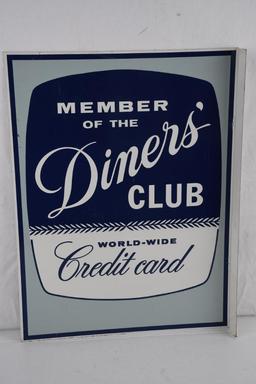 MEMBER
OF THE
Diners'
CLUB
WORLD-WIDE
Credit card